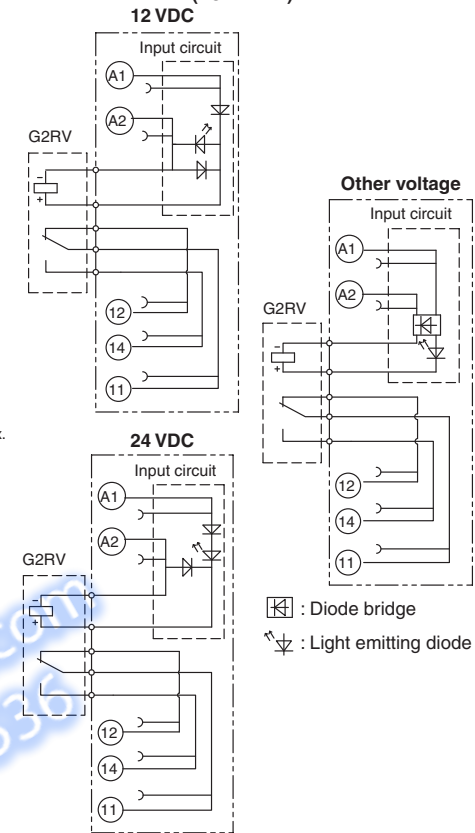 12 VDC
Input circuit
A1
A2
G2RV
−
+
12
14
11
Other voltage
Input circuit
A1
A2
G2RV
−
+
12
14
11
24 VDC
Input circuit
A1
A2
G2RV
−
+
12
14
11
: Diode bridge
: Light emitting diode